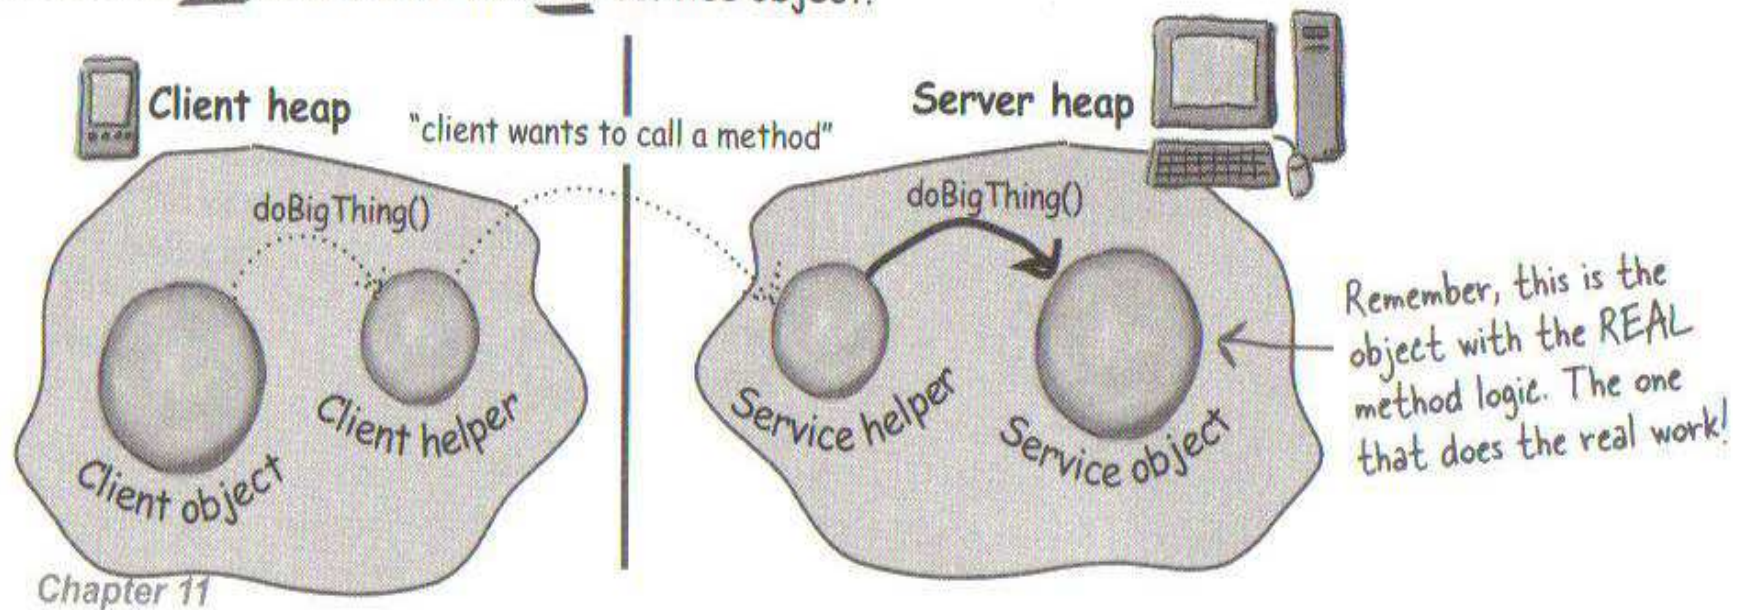 object.
Client heap
"client wants to call a method"
Server heap
doBigThing()
doBigThing()
Client object
Client helper
Service helper
Service object
Remember, this is the
object with the REAL
method logic. The one
that does the real work!
Chapter 11